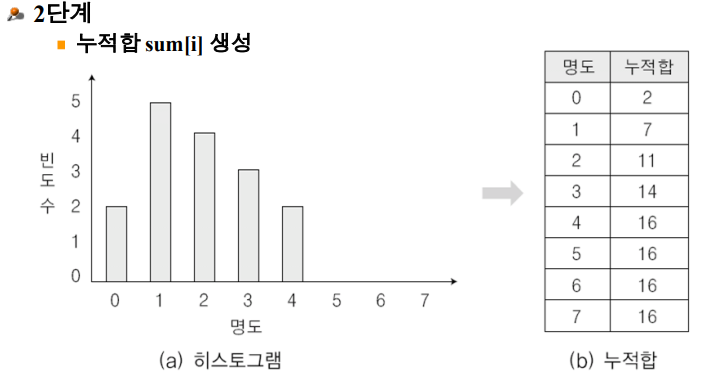 2단계
누적합 sum[i] 생성
5
4
3
2
1
0
빈도수
0 1 2 3 4 5 6 7
명도
(a) 히스토그램
명도 누적합
0 2
1 7
2 11
3 14
4 16
5 16
6 16
7 16
(b) 누적합